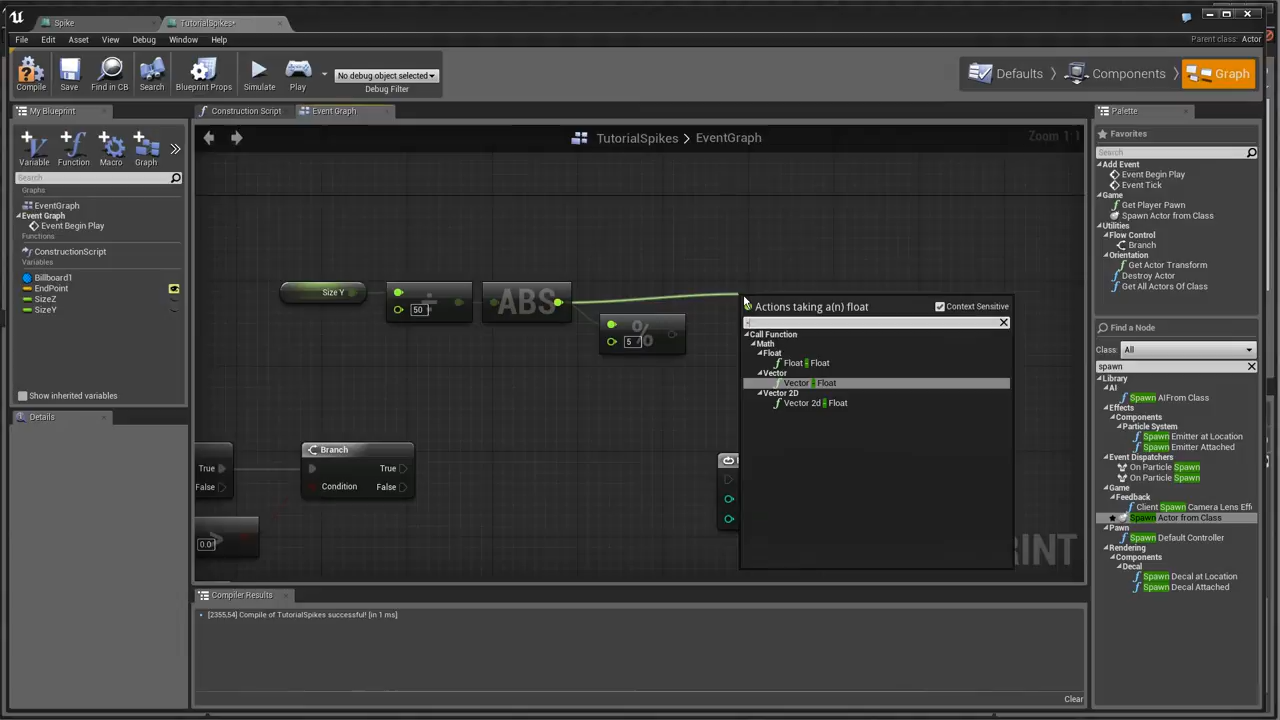 Spike
TutorialSpikes*
File Edit Asset View Debug Window Help
Parent class: Actor
Compile Save Find in CB Search Blueprint Props Simulate Play
No debug object selected
Debug Filter
Defaults Components Graph
My Blueprint
Construction Script
Event Graph
Palette
Variable Function Macro Graph
Search
Graphs
EventGraph
Event Graph
Event Begin Play
Functions
ConstructionScript
Variables
Billboard1
EndPoint
SizeZ
SizeY
Show inherited variables
Details
TutorialSpikes > EventGraph
Zoom 1:1
Size Y
÷
50
ABS
%
5
Branch
True
False
Condition
True
False
>
0.0
Actions taking a(n) float
Context Sensitive
-
Call Function
Math
Float
Float - Float
Vector
Vector - Float
Vector 2D
Vector 2d - Float
RINT
Compiler Results
[2355,54] Compile of TutorialSpikes successful! [in 1 ms]
Clear
Favorites
Search
Add Event
Event Begin Play
Event Tick
Game
Get Player Pawn
Spawn Actor from Class
Utilities
Flow Control
Branch
Orientation
Get Actor Transform
Destroy Actor
Get All Actors Of Class
Find a Node
Class: All
spawn
Library
AI
Spawn AIFrom Class
Effects
Components
Particle System
Spawn Emitter at Location
Spawn Emitter Attached
Event Dispatchers
On Particle Spawn
On Particle Spawn
Game
Feedback
Client Spawn Camera Lens Effe
Spawn Actor from Class
Pawn
Spawn Default Controller
Rendering
Components
Decal
Spawn Decal at Location
Spawn Decal Attached